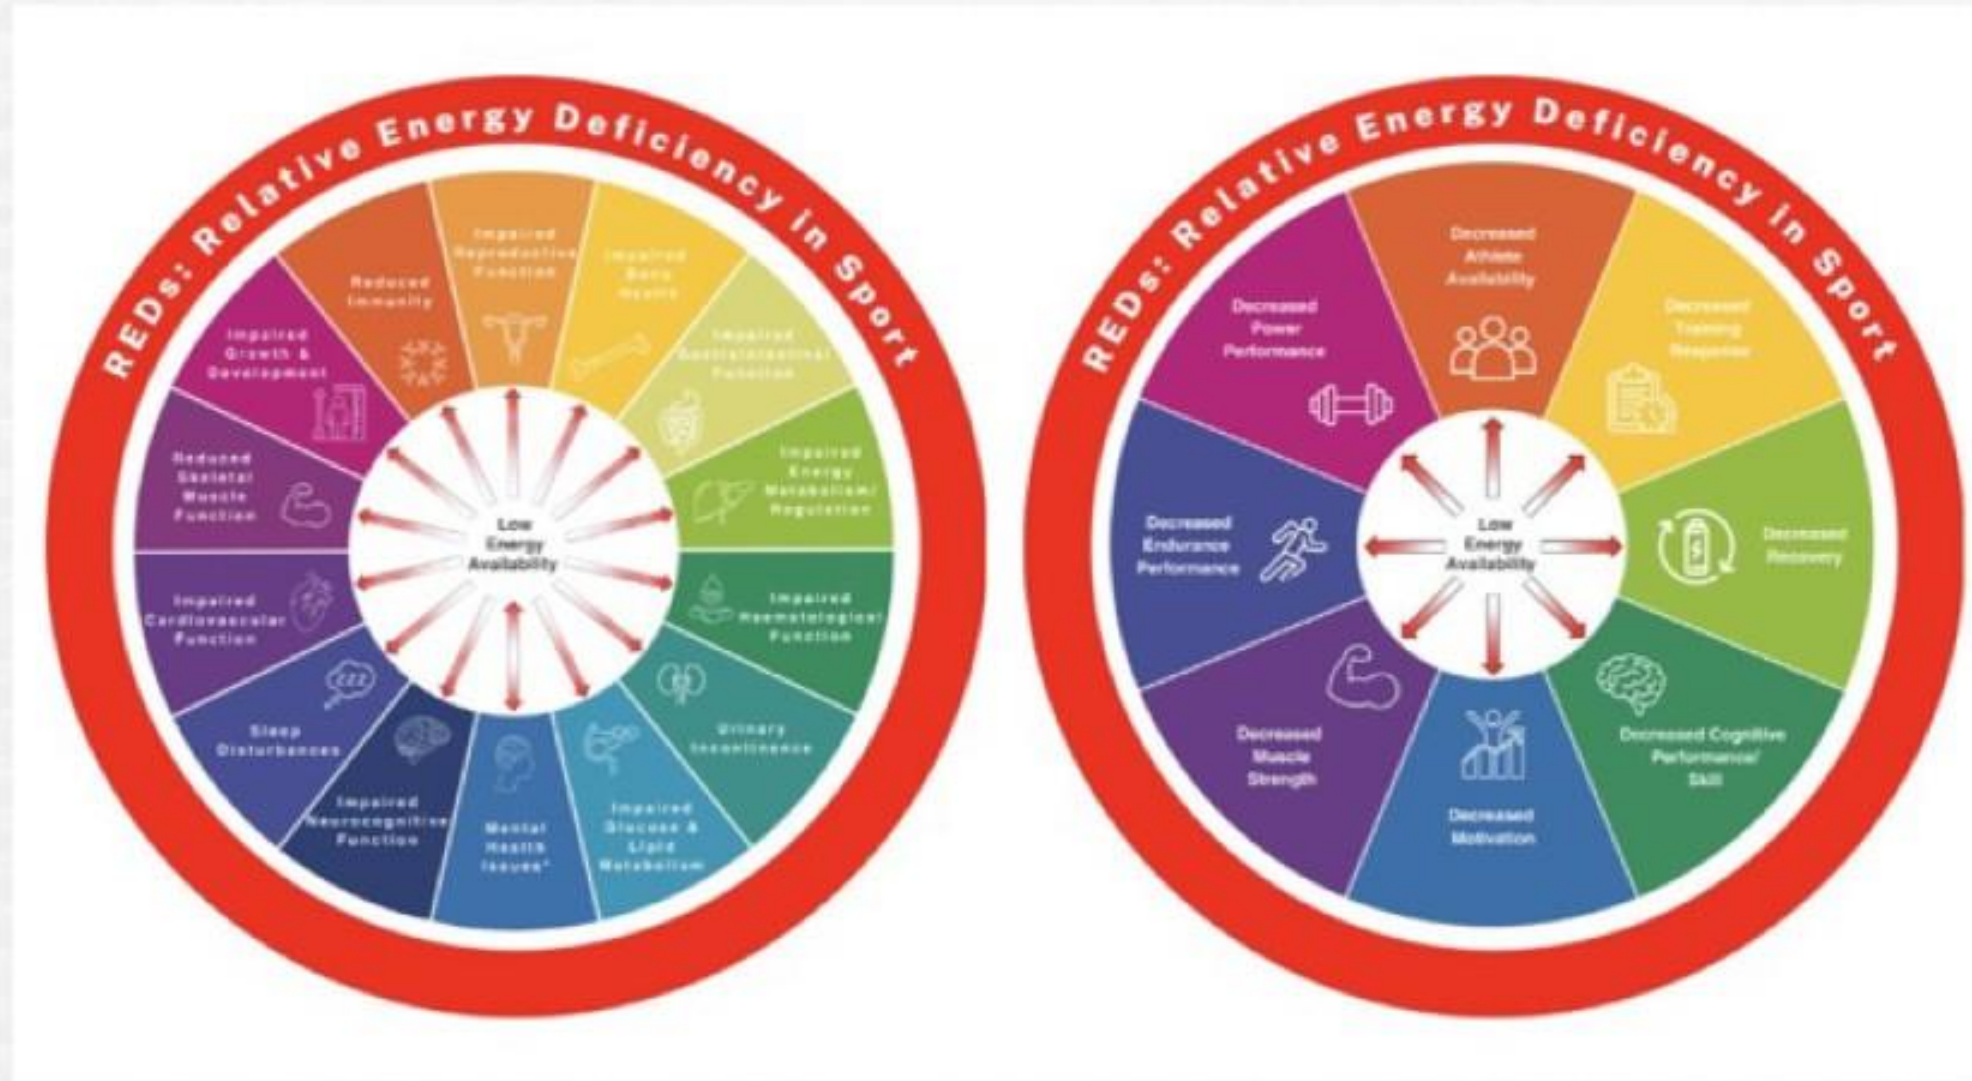 REDs: Relative Energy Deficiency in Sport
Impaired
Reproductive
Function
Impaired
Bone
Health
Impaired
Gastrointestinal
Function
Impaired
Energy
Metabolism/
Regulation
Impaired
Haematological
Function
Urinary
Incontinence
Impaired
Glucose &
Lipid
Metabolism
Mental
Health
Issues*
Impaired
Neurocognitive
Function
Sleep
Disturbances
Impaired
Cardiovascular
Function
Reduced
Skeletal
Muscle
Function
Impaired
Growth &
Development
Reduced
Immunity
Low
Energy
Availability
ZZZ
REDs: Relative Energy Deficiency in Sport
Decreased
Athlete
Availability
Decreased
Training
Response
Decreased
Recovery
Decreased Cognitive
Performance/
Skill
Decreased
Motivation
Decreased
Muscle
Strength
Decreased
Endurance
Performance
Decreased
Power
Performance
Low
Energy
Availability